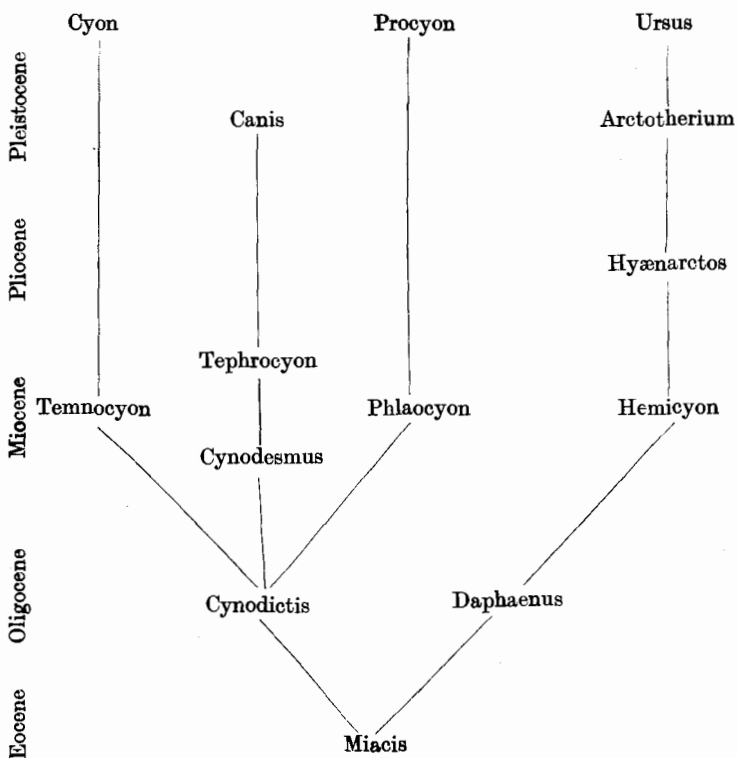 Cyon Procyon Ursus
Pleistocene
Canis Arctotherium
Pliocene
Hyænarctos
Tephrocyon
Miocene
Temnocyon Phlaocyon Hemicyon
Cynodesmus
Oligocene
Cynodictis Daphaenus
Eocene
Miacis